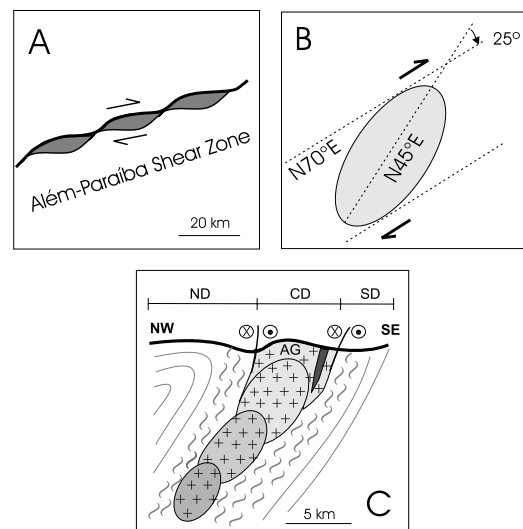 A
Além-Paraíba Shear Zone
20 km
B
25°
N70°E
N45°E
ND CD SD
NW SE
AG
5 km
C